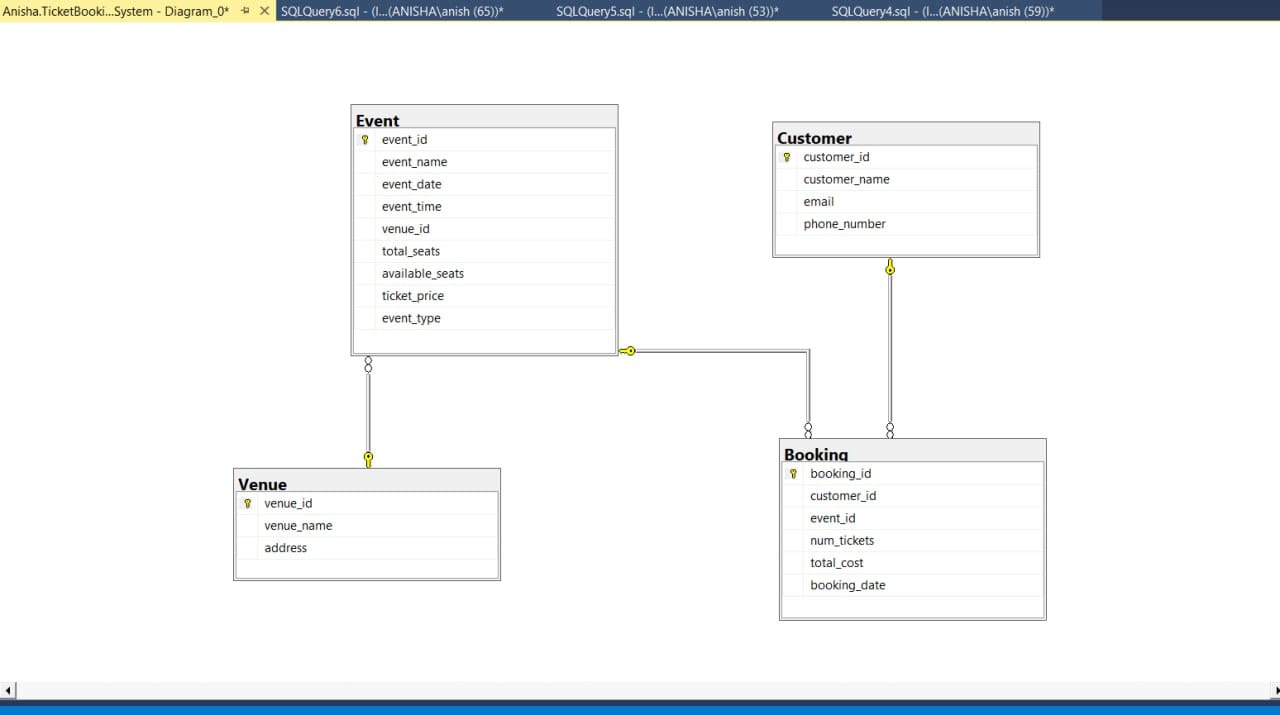 Anisha.TicketBooki...System - Diagram_0*
SQLQuery6.sql - (l...(ANISHA\anish (65))*
SQLQuery5.sql - (l...(ANISHA\anish (53))*
SQLQuery4.sql - (l...(ANISHA\anish (59))*
Event
event_id
event_name
event_date
event_time
venue_id
total_seats
available_seats
ticket_price
event_type
Customer
customer_id
customer_name
email
phone_number
Venue
venue_id
venue_name
address
Booking
booking_id
customer_id
event_id
num_tickets
total_cost
booking_date